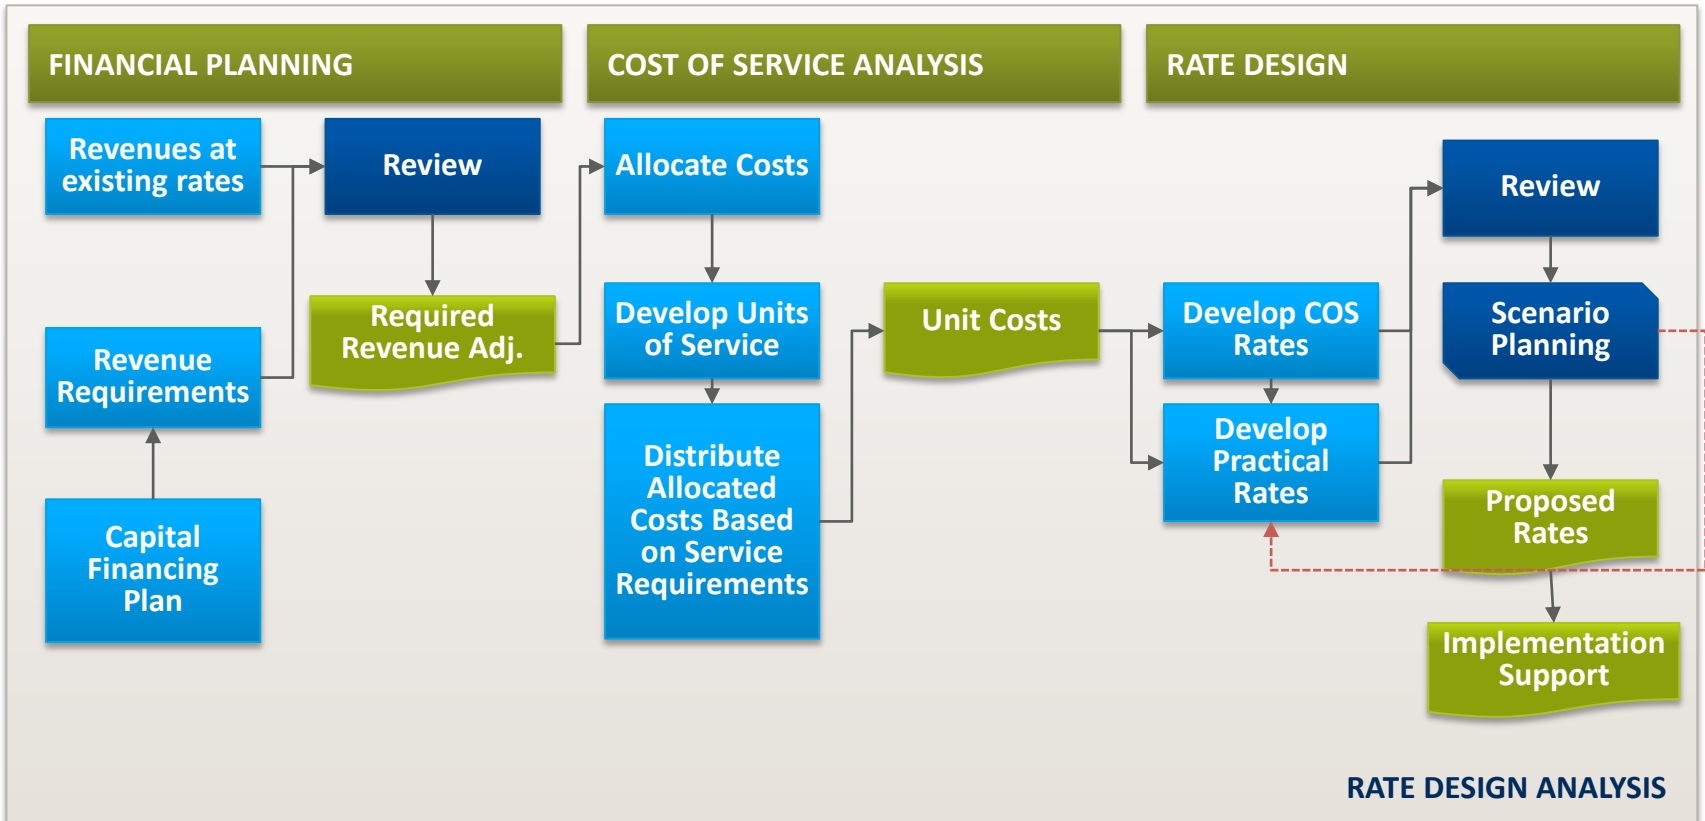 FINANCIAL PLANNING
COST OF SERVICE ANALYSIS
RATE DESIGN
Revenues at
existing rates
Review
Required
Revenue Adj.
Revenue
Requirements
Capital
Financing
Plan
Allocate Costs
Develop Units
of Service
Distribute
Allocated
Costs Based
on Service
Requirements
Unit Costs
Develop COS
Rates
Develop
Practical
Rates
Review
Scenario
Planning
Proposed
Rates
Implementation
Support
RATE DESIGN ANALYSIS